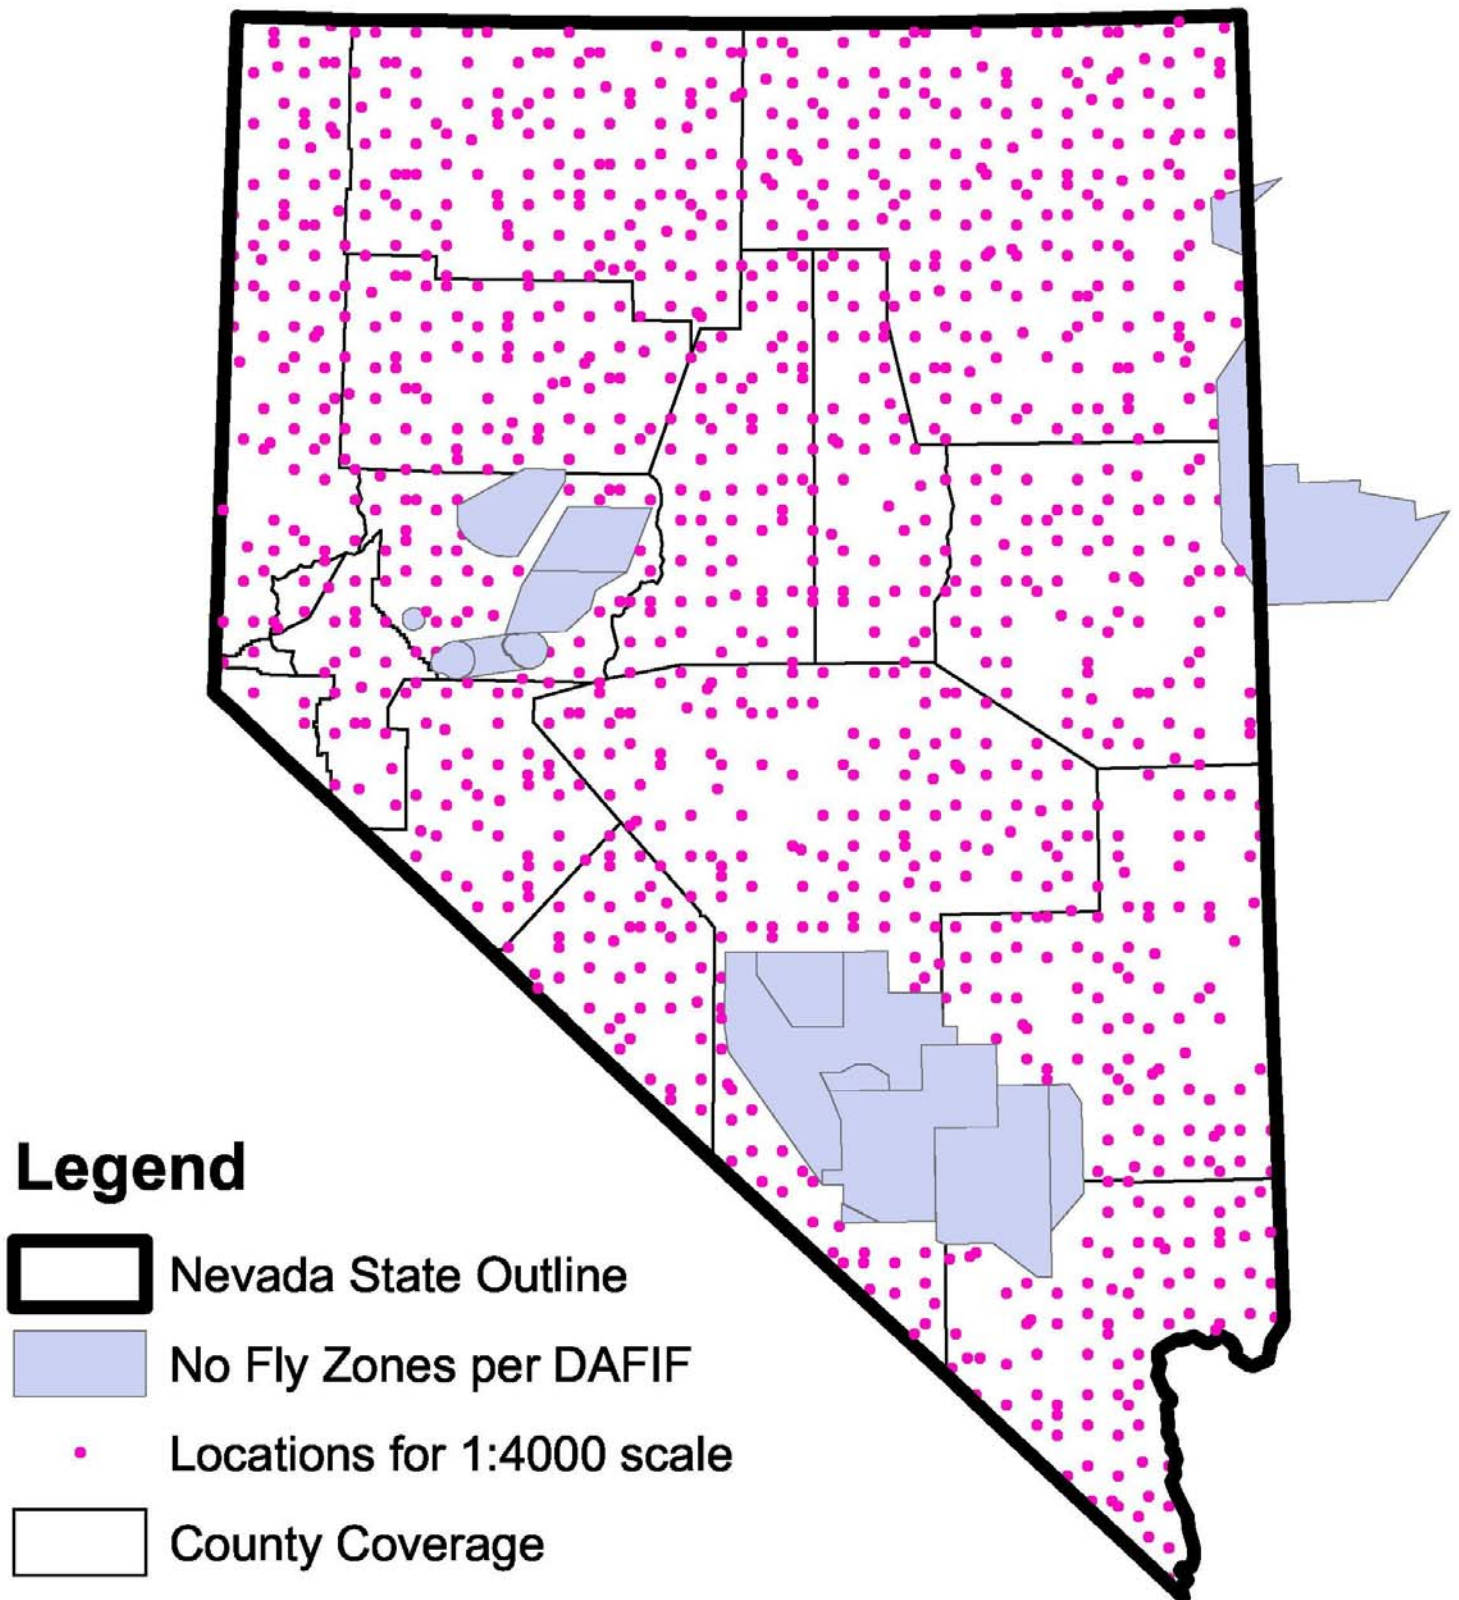 Legend
Nevada State Outline
No Fly Zones per DAFIF
Locations for 1:4000 scale
County Coverage